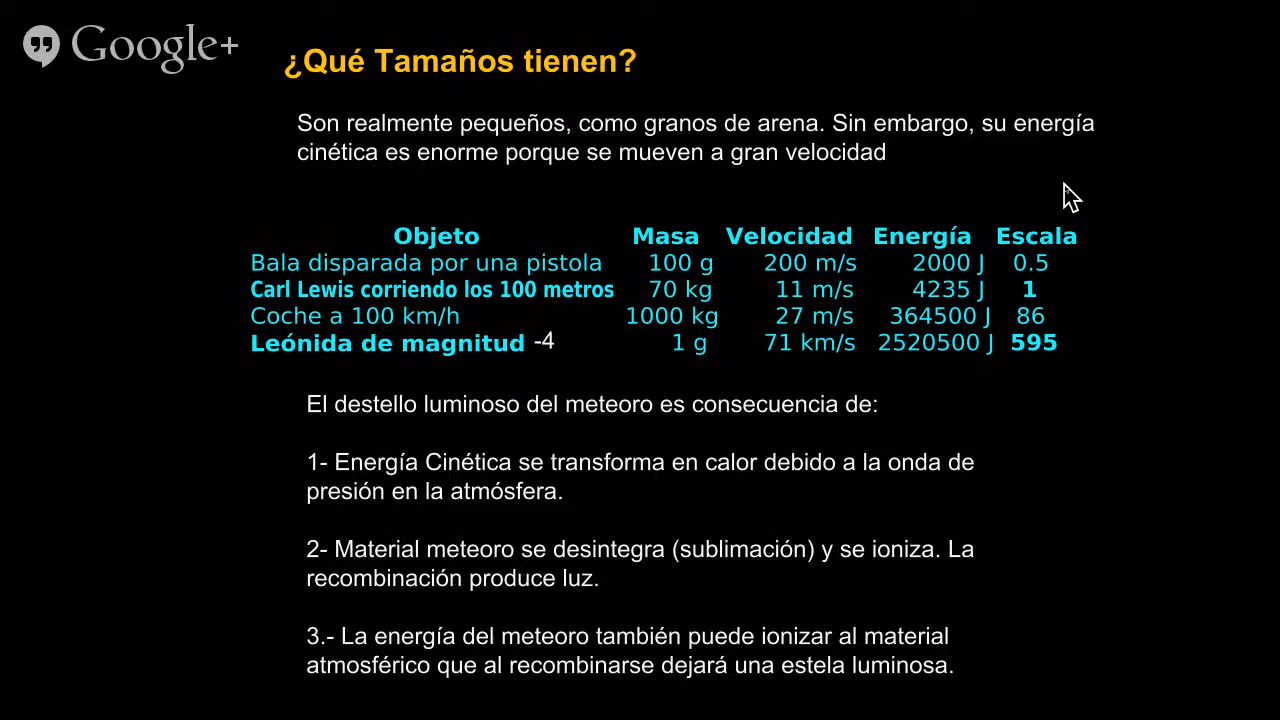 Google+
¿Qué Tamaños tienen?
Son realmente pequeños, como granos de arena. Sin embargo, su energía
cinética es enorme porque se mueven a gran velocidad
Objeto Masa Velocidad Energía Escala
Bala disparada por una pistola 100 g 200 m/s 2000 J 0.5
Carl Lewis corriendo los 100 metros 70 kg 11 m/s 4235 J 1
Coche a 100 km/h 1000 kg 27 m/s 364500 J 86
Leónida de magnitud -4 1 g 71 km/s 2520500 J 595
El destello luminoso del meteoro es consecuencia de:
1- Energía Cinética se transforma en calor debido a la onda de
presión en la atmósfera.
2- Material meteoro se desintegra (sublimación) y se ioniza. La
recombinación produce luz.
3.- La energía del meteoro también puede ionizar al material
atmosférico que al recombinarse dejará una estela luminosa.